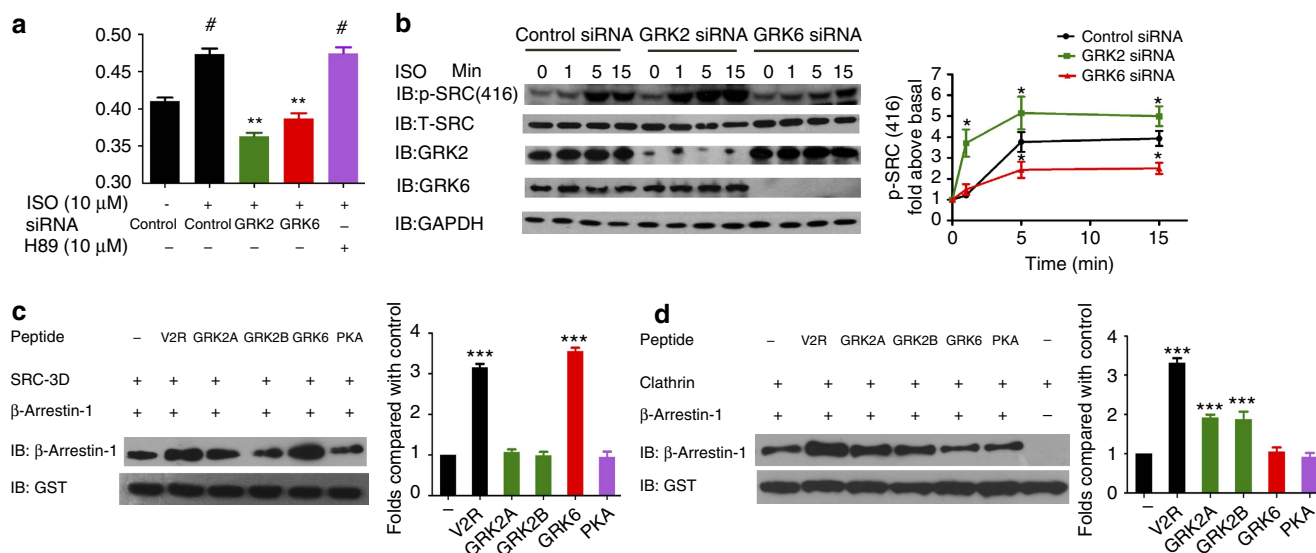 a
#
#
0.50
0.45
**
**
0.40
0.35
0.30
ISO (10 μM) - + + + +
siRNA Control Control GRK2 GRK6 –
H89 (10 μM) – – – – +
b
Control siRNA GRK2 siRNA GRK6 siRNA
ISO Min 0 1 5 15 0 1 5 15 0 1 5 15
IB:p-SRC(416)
IB:T-SRC
IB:GRK2
IB:GRK6
IB:GAPDH
Control siRNA
GRK2 siRNA
GRK6 siRNA
p-SRC (416)
fold above basal
8
7
6
5
4
3
2
1
* * *
* *
0 5 10 15
Time (min)
c
Peptide – V2R GRK2A GRK2B GRK6 PKA
SRC-3D + + + + + +
β-Arrestin-1 + + + + + +
IB: β-Arrestin-1
IB: GST
Folds compared with control
4
3
2
1
0
*** ***
– V2R GRK2A GRK2B GRK6 PKA
d
Peptide – V2R GRK2A GRK2B GRK6 PKA –
Clathrin + + + + + + +
β-Arrestin-1 + + + + + + –
IB: β-Arrestin-1
IB: GST
Folds compared with control
4
3
2
1
0
*** *** ***
– V2R GRK2A GRK2B GRK6 PKA